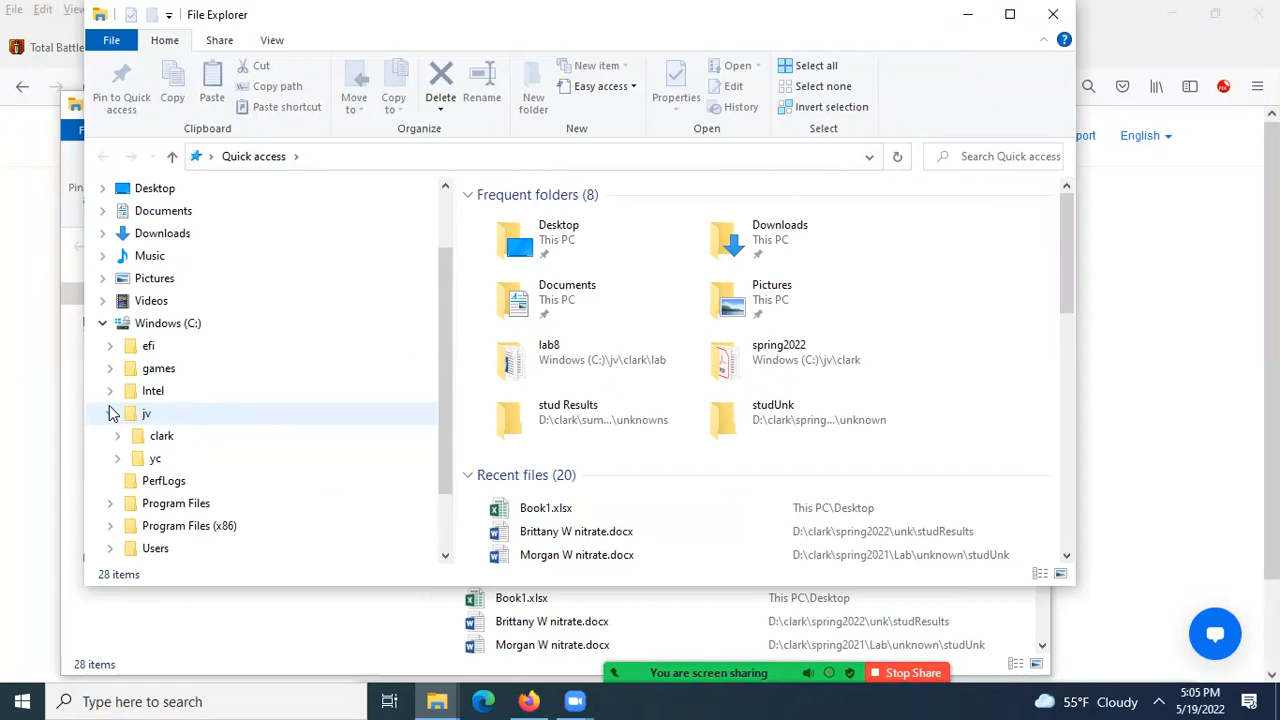 File Edit
File Explorer
Total Battle
File Home Share View
Pin to Quick access
Copy
Paste
Cut
Copy path
Paste shortcut
Move to
Copy to
Delete
Rename
New folder
New item
Easy access
Properties
Open
Edit
History
Select all
Select none
Invert selection
Clipboard
Organize
New
Open
Select
port
English
Quick access
Search Quick access
Desktop
Documents
Downloads
Music
Pictures
Videos
Windows (C:)
efi
games
Intel
jv
clark
yc
PerfLogs
Program Files
Program Files (x86)
Users
Frequent folders (8)
Desktop
This PC
Downloads
This PC
Documents
This PC
Pictures
This PC
lab8
Windows (C:)\jv\clark\lab
spring2022
Windows (C:)\jv\clark
stud Results
D:\clark\sum...\unknowns
studUnk
D:\clark\spring...\unknown
Recent files (20)
Book1.xlsx This PC\Desktop
Brittany W nitrate.docx D:\clark\spring2022\unk\studResults
Morgan W nitrate.docx D:\clark\spring2021\Lab\unknown\studUnk
28 items
Book1.xlsx This PC\Desktop
Brittany W nitrate.docx D:\clark\spring2022\unk\studResults
Morgan W nitrate.docx D:\clark\spring2021\Lab\unknown\studUnk
28 items
You are screen sharing Stop Share
Type here to search
55°F Cloudy
5:05 PM
5/19/2022